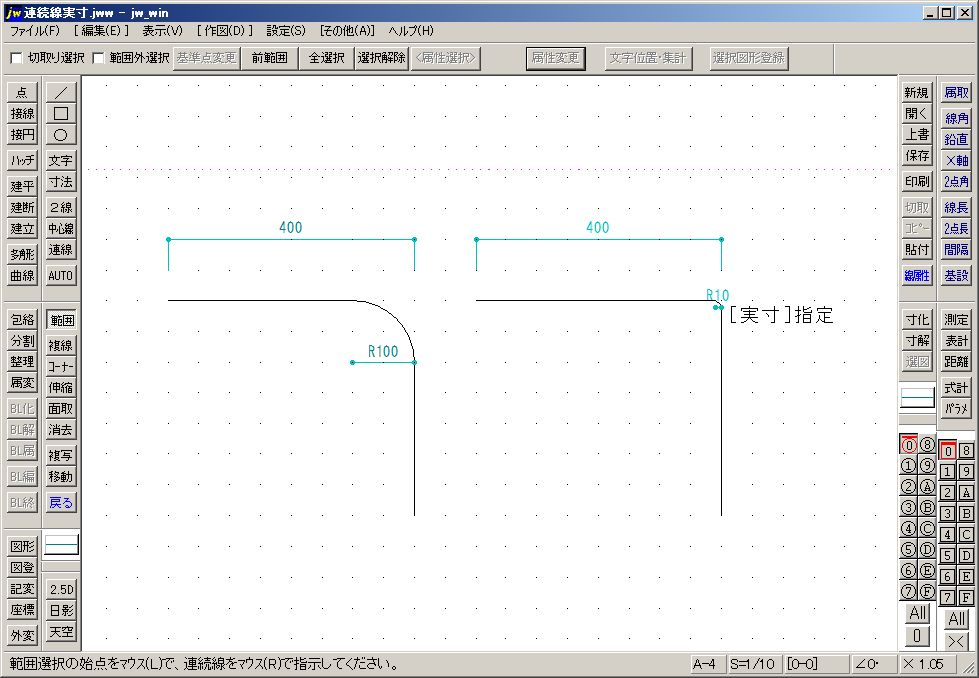 連続線実寸.jww - jw_win
ファイル(F) [編集(E)] 表示(V) [作図(D)] 設定(S) [その他(A)] ヘルプ(H)
切取り選択 範囲外選択 基準点変更 前範囲 全選択 選択解除 <属性選択> 属性変更 文字位置・集計 選択図形登録
点
接線
接円
ハッチ
建平
建断
建立
多角形
曲線
包絡
分割
整理
属変
BL化
BL解
BL属
BL編
BL終
図形
図登
記変
座標
外変
／
□
○
文字
寸法
2線
中心線
連線
AUTO
範囲
複線
コーナー
伸縮
面取
消去
複写
移動
戻る
2.5D
日影
天空
400
400
R100
R10
[実寸]指定
新規
開く
上書
保存
印刷
切取
コピー
貼付
線属性
寸化
寸解
選図
0 8
1 9
2 A
3 B
4 C
5 D
6 E
7 F
All
0
属取
線角
鉛直
X軸
2点角
線長
2点長
間隔
基設
測定
表計
距離
式計
パラメ
0 8
1 9
2 A
3 B
4 C
5 D
6 E
7 F
All
×
範囲選択の始点をマウス(L)で、連続線をマウス(R)で指示してください。 A-4 S=1/10 [0-0] ∠0° × 1.05